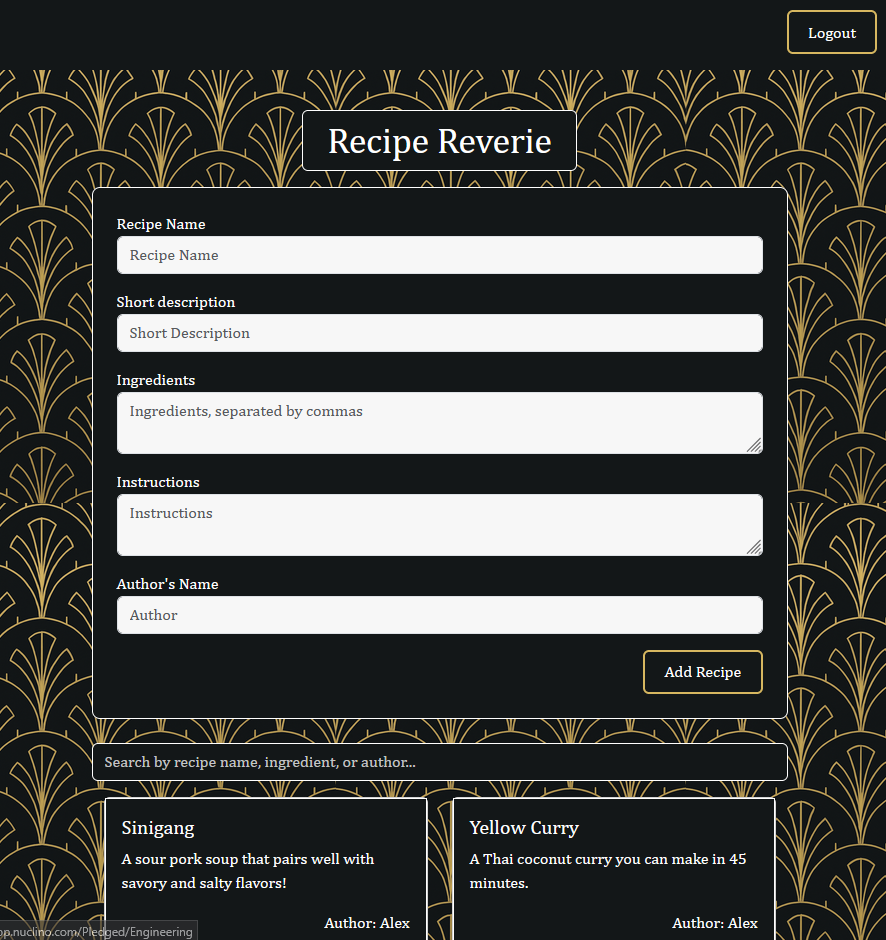 Logout
Recipe Reverie
Recipe Name
Recipe Name
Short description
Short Description
Ingredients
Ingredients, separated by commas
Instructions
Instructions
Author's Name
Author
Add Recipe
Search by recipe name, ingredient, or author...
Sinigang
A sour pork soup that pairs well with
savory and salty flavors!
Author: Alex
Yellow Curry
A Thai coconut curry you can make in 45
minutes.
Author: Alex
pp.nuclino.com/Pledged/Engineering